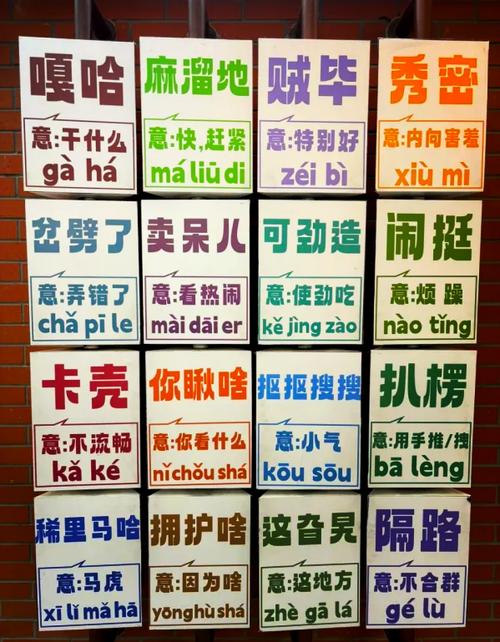 嘎哈
意:干什么
gà há
麻溜地
意:快,赶紧
má liū di
贼毕
意:特别好
zéi bì
秀密
意:内向害羞
xiù mì
岔劈了
意:弄错了
chǎ pī le
卖呆儿
意:看热闹
mài dāi er
可劲造
意:使劲吃
kě jìng zào
闹挺
意:烦 躁
nào tǐng
卡壳
意:不流畅
kǎ ké
你瞅啥
意:你看什么
nǐ chǒu shá
抠抠搜搜
意:小气
kōu sōu
扒楞
意:用手推/拽
bā lèng
稀里马哈
意:马虎
xī lǐ mǎ hā
拥护啥
意:因为啥
yōng hù shá
这旮旯
意:这地方
zhè gā lá
隔路
意:不合群
gé lù